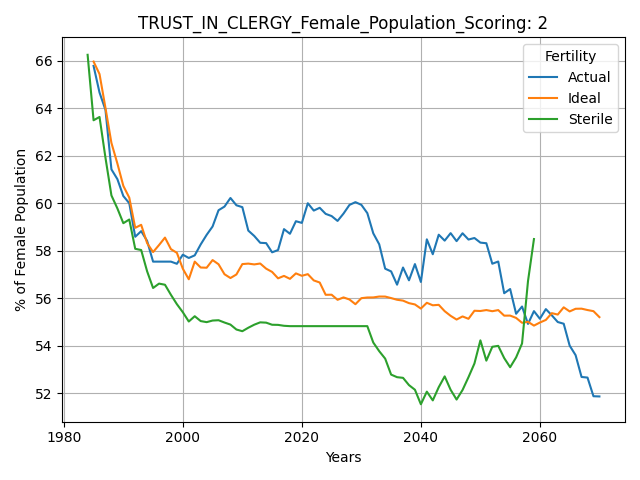 TRUST_IN_CLERGY_Female_Population_Scoring: 2
Fertility
Actual
Ideal
Sterile
% of Female Population
66
64
62
60
58
56
54
52
1980
2000
2020
2040
2060
Years